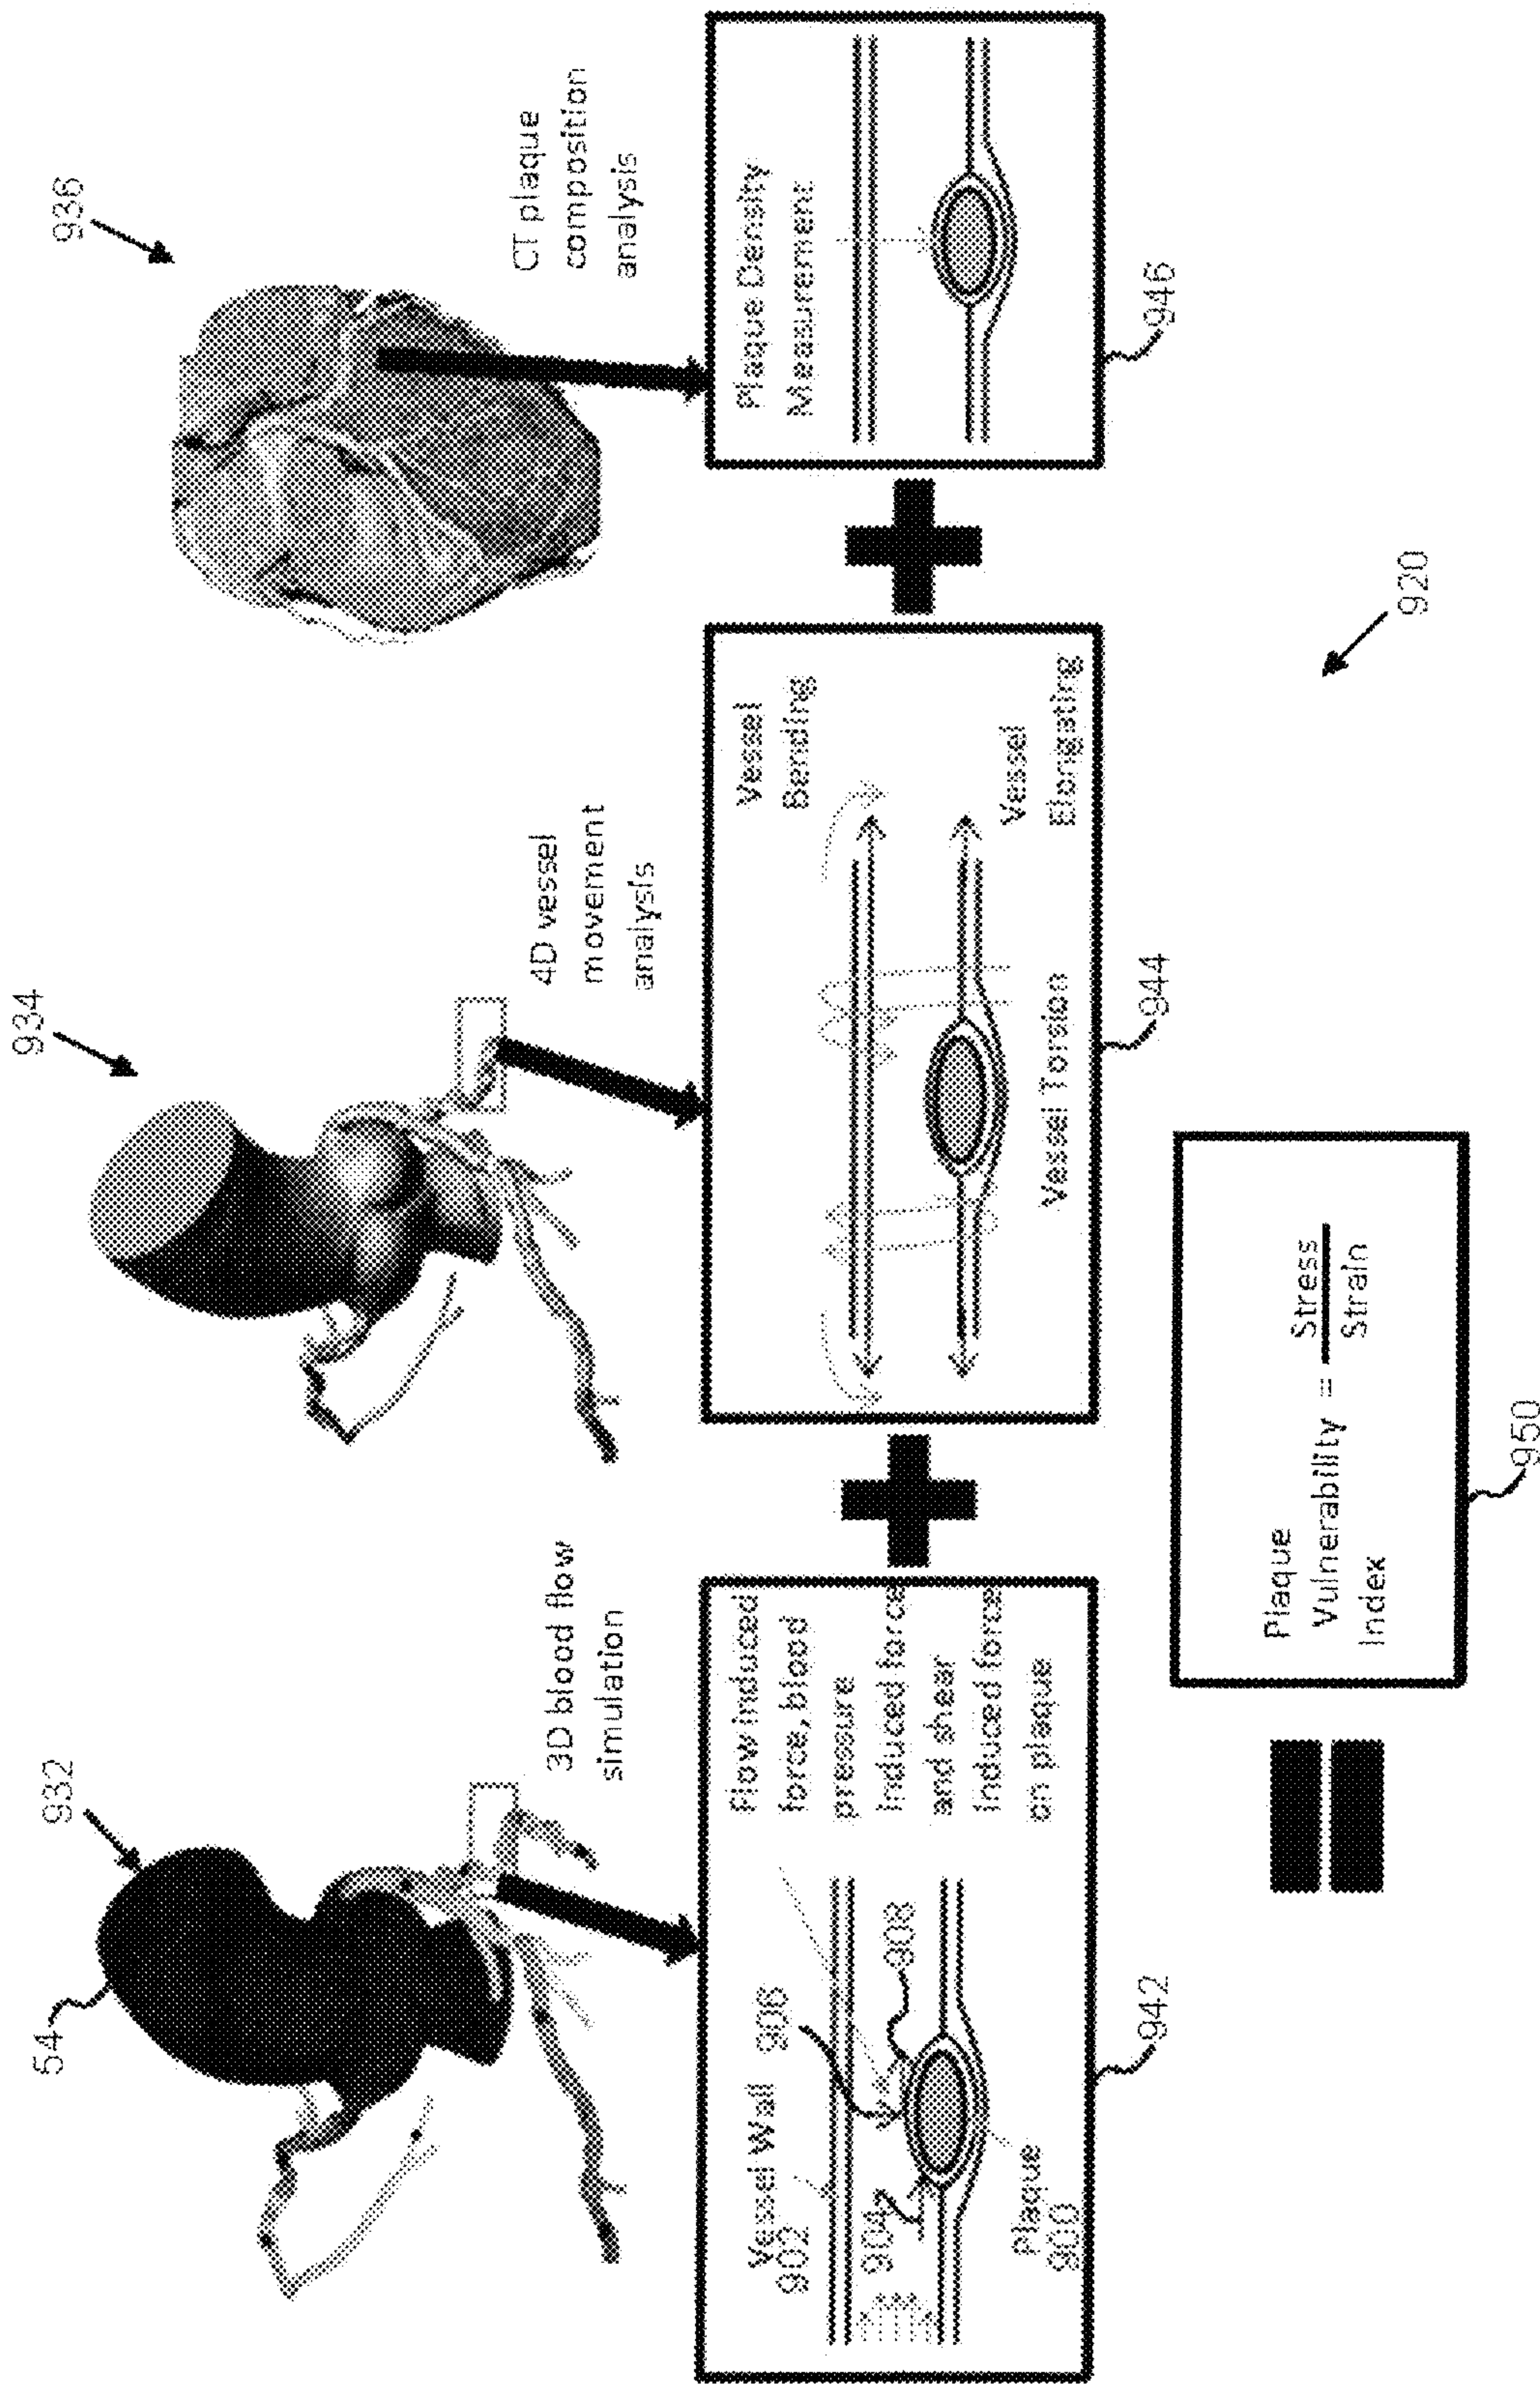 54
932
934
936
3D blood flow
simulation
4D vessel
movement
analysis
CT plaque
composition
analysis
Vessel Wall
902
906
904
908
Plaque
900
Flow induced
force, blood
pressure
induced force
and shear
induced force
on plaque
942
Vessel
Bending
Vessel Torsion
Vessel
Elongating
944
Plaque Density
Measurement
946
Plaque
Vulnerability =
Index
Stress
Strain
950
920